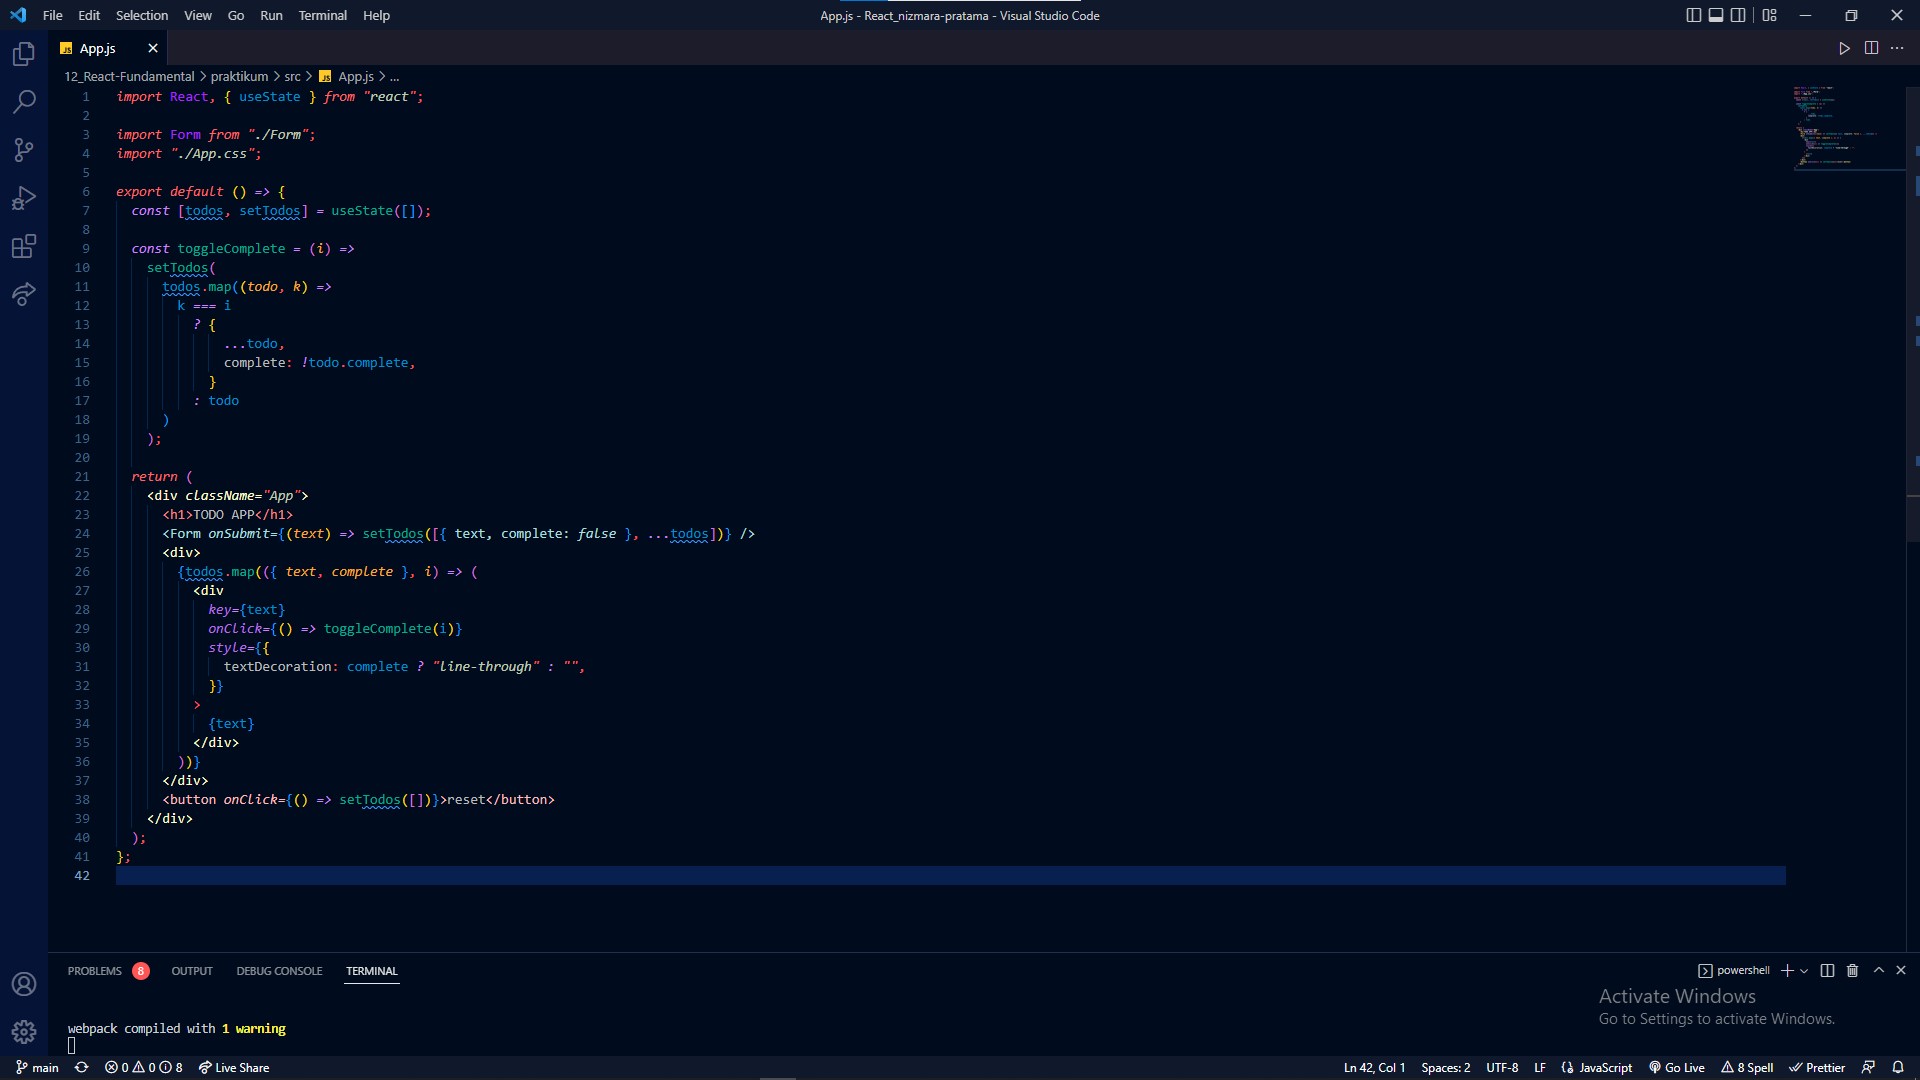 File Edit Selection View Go Run Terminal Help
App.js - React_nizmara-pratama - Visual Studio Code
JS App.js
12_React-Fundamental > praktikum > src > JS App.js > ...
1 import React, { useState } from "react";
2
3 import Form from "./Form";
4 import "./App.css";
5
6 export default () => {
7   const [todos, setTodos] = useState([]);
8
9   const toggleComplete = (i) =>
10     setTodos(
11       todos.map((todo, k) =>
12         k === i
13           ? {
14               ...todo,
15               complete: !todo.complete,
16             }
17           : todo
18       )
19     );
20
21   return (
22     <div className="App">
23       <h1>TODO APP</h1>
24       <Form onSubmit={(text) => setTodos([{ text, complete: false }, ...todos])} />
25       <div>
26         {todos.map(({ text, complete }, i) => (
27           <div
28             key={text}
29             onClick={() => toggleComplete(i)}
30             style={{
31               textDecoration: complete ? "line-through" : "",
32             }}
33           >
34             {text}
35           </div>
36         ))}
37       </div>
38       <button onClick={() => setTodos([])}>reset</button>
39     </div>
40   );
41 };
42
PROBLEMS 8 OUTPUT DEBUG CONSOLE TERMINAL
powershell
Activate Windows
Go to Settings to activate Windows.
webpack compiled with 1 warning
main 0 0 8 Live Share
Ln 42, Col 1 Spaces: 2 UTF-8 LF {} JavaScript Go Live 8 Spell Prettier